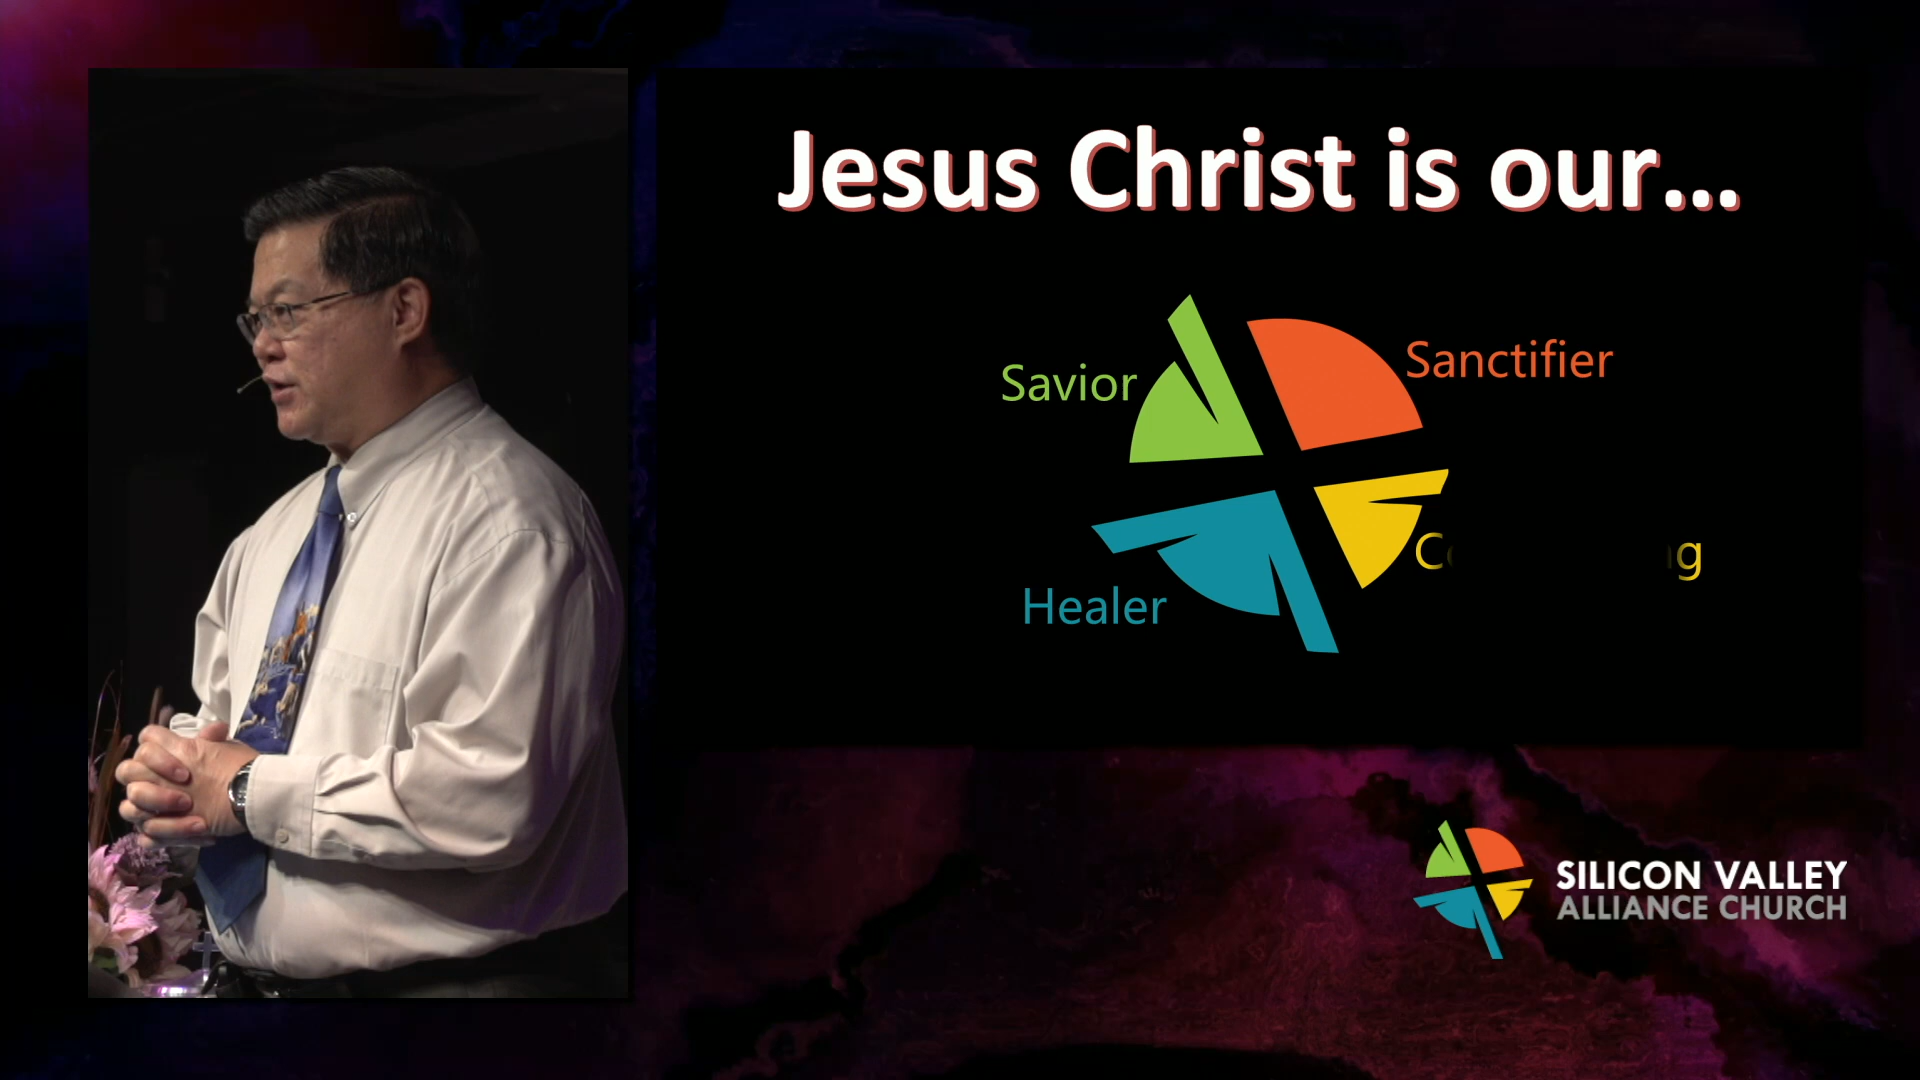 Jesus Christ is our...
Savior
Sanctifier
Healer
SILICON VALLEY
ALLIANCE CHURCH